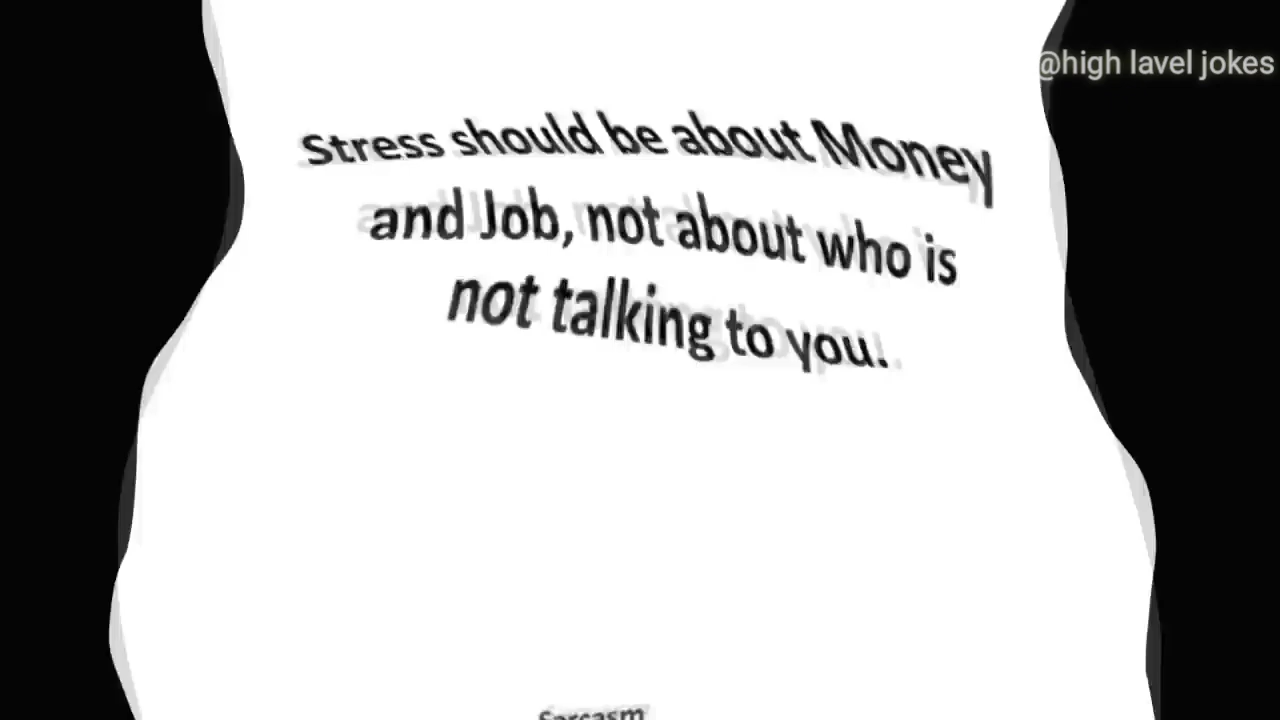 @high lavel jokes
Stress should be about Money
and Job, not about who is
not talking to you.
Sarcasm